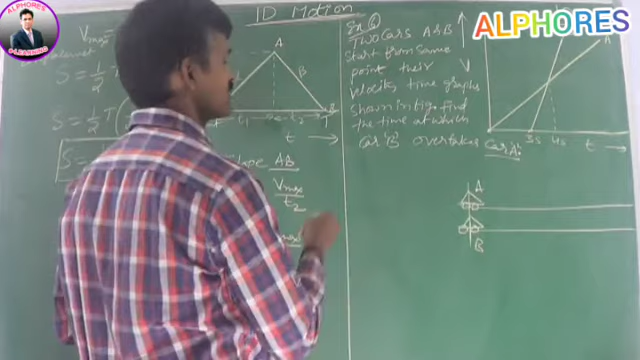 ALPHORES
E-LEARNING
1D Motion
Vmax=
S = 1/2 T
S = 1/2 T
S =
A
β
B
t1
t2
T
t
slope AB
Vmax
t2
Ex 6
TWO Cars A&B
start from same
point their
velocity time graphs
shown in fig. find
the time at which
car 'B' overtakes Car 'A'.
ALPHORES
V
A
3s 4s t
A
B